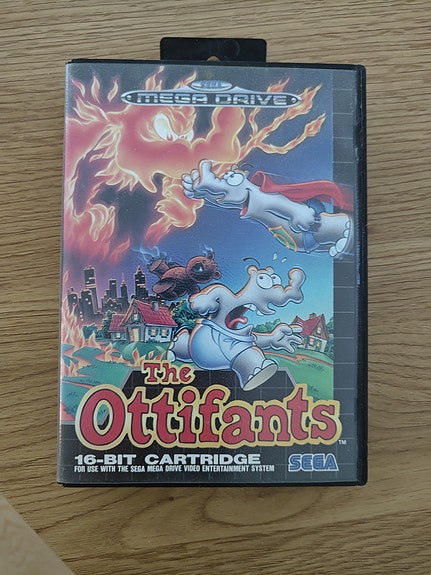 SEGA
MEGA DRIVE
The
Ottifants
TM
16-BIT CARTRIDGE
FOR USE WITH THE SEGA MEGA DRIVE VIDEO ENTERTAINMENT SYSTEM
SEGA